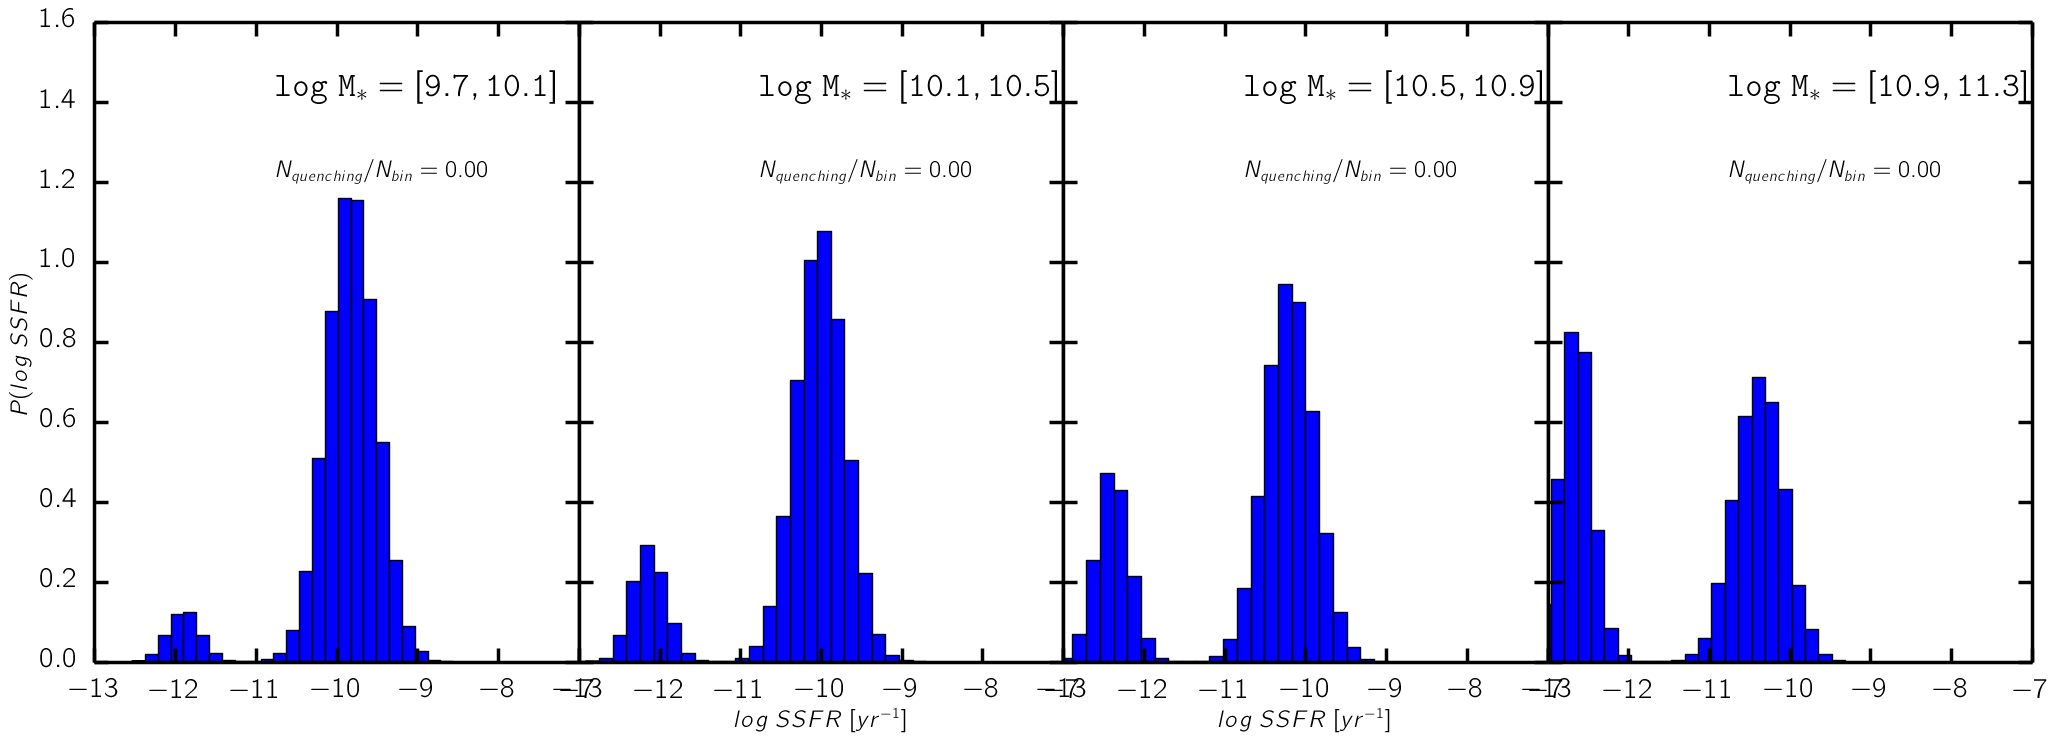 1.6
1.4
1.2
1.0
0.8
0.6
0.4
0.2
0.0
P(log SSFR)
log M* = [9.7, 10.1]
N_quenching/N_bin = 0.00
log M* = [10.1, 10.5]
N_quenching/N_bin = 0.00
log M* = [10.5, 10.9]
N_quenching/N_bin = 0.00
log M* = [10.9, 11.3]
N_quenching/N_bin = 0.00
−13 −12 −11 −10 −9 −8 −7
−13 −12 −11 −10 −9 −8 −7
−13 −12 −11 −10 −9 −8 −7
−13 −12 −11 −10 −9 −8 −7
log SSFR [yr⁻¹]
log SSFR [yr⁻¹]